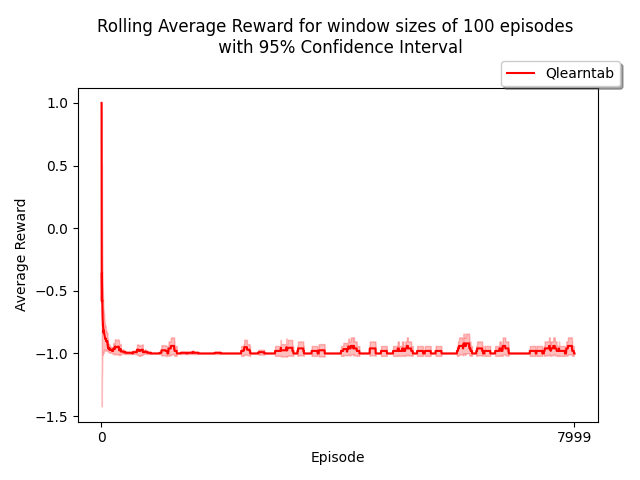 Rolling Average Reward for window sizes of 100 episodes
with 95% Confidence Interval
Qlearntab
1.0
0.5
0.0
−0.5
−1.0
−1.5
Average Reward
0
7999
Episode